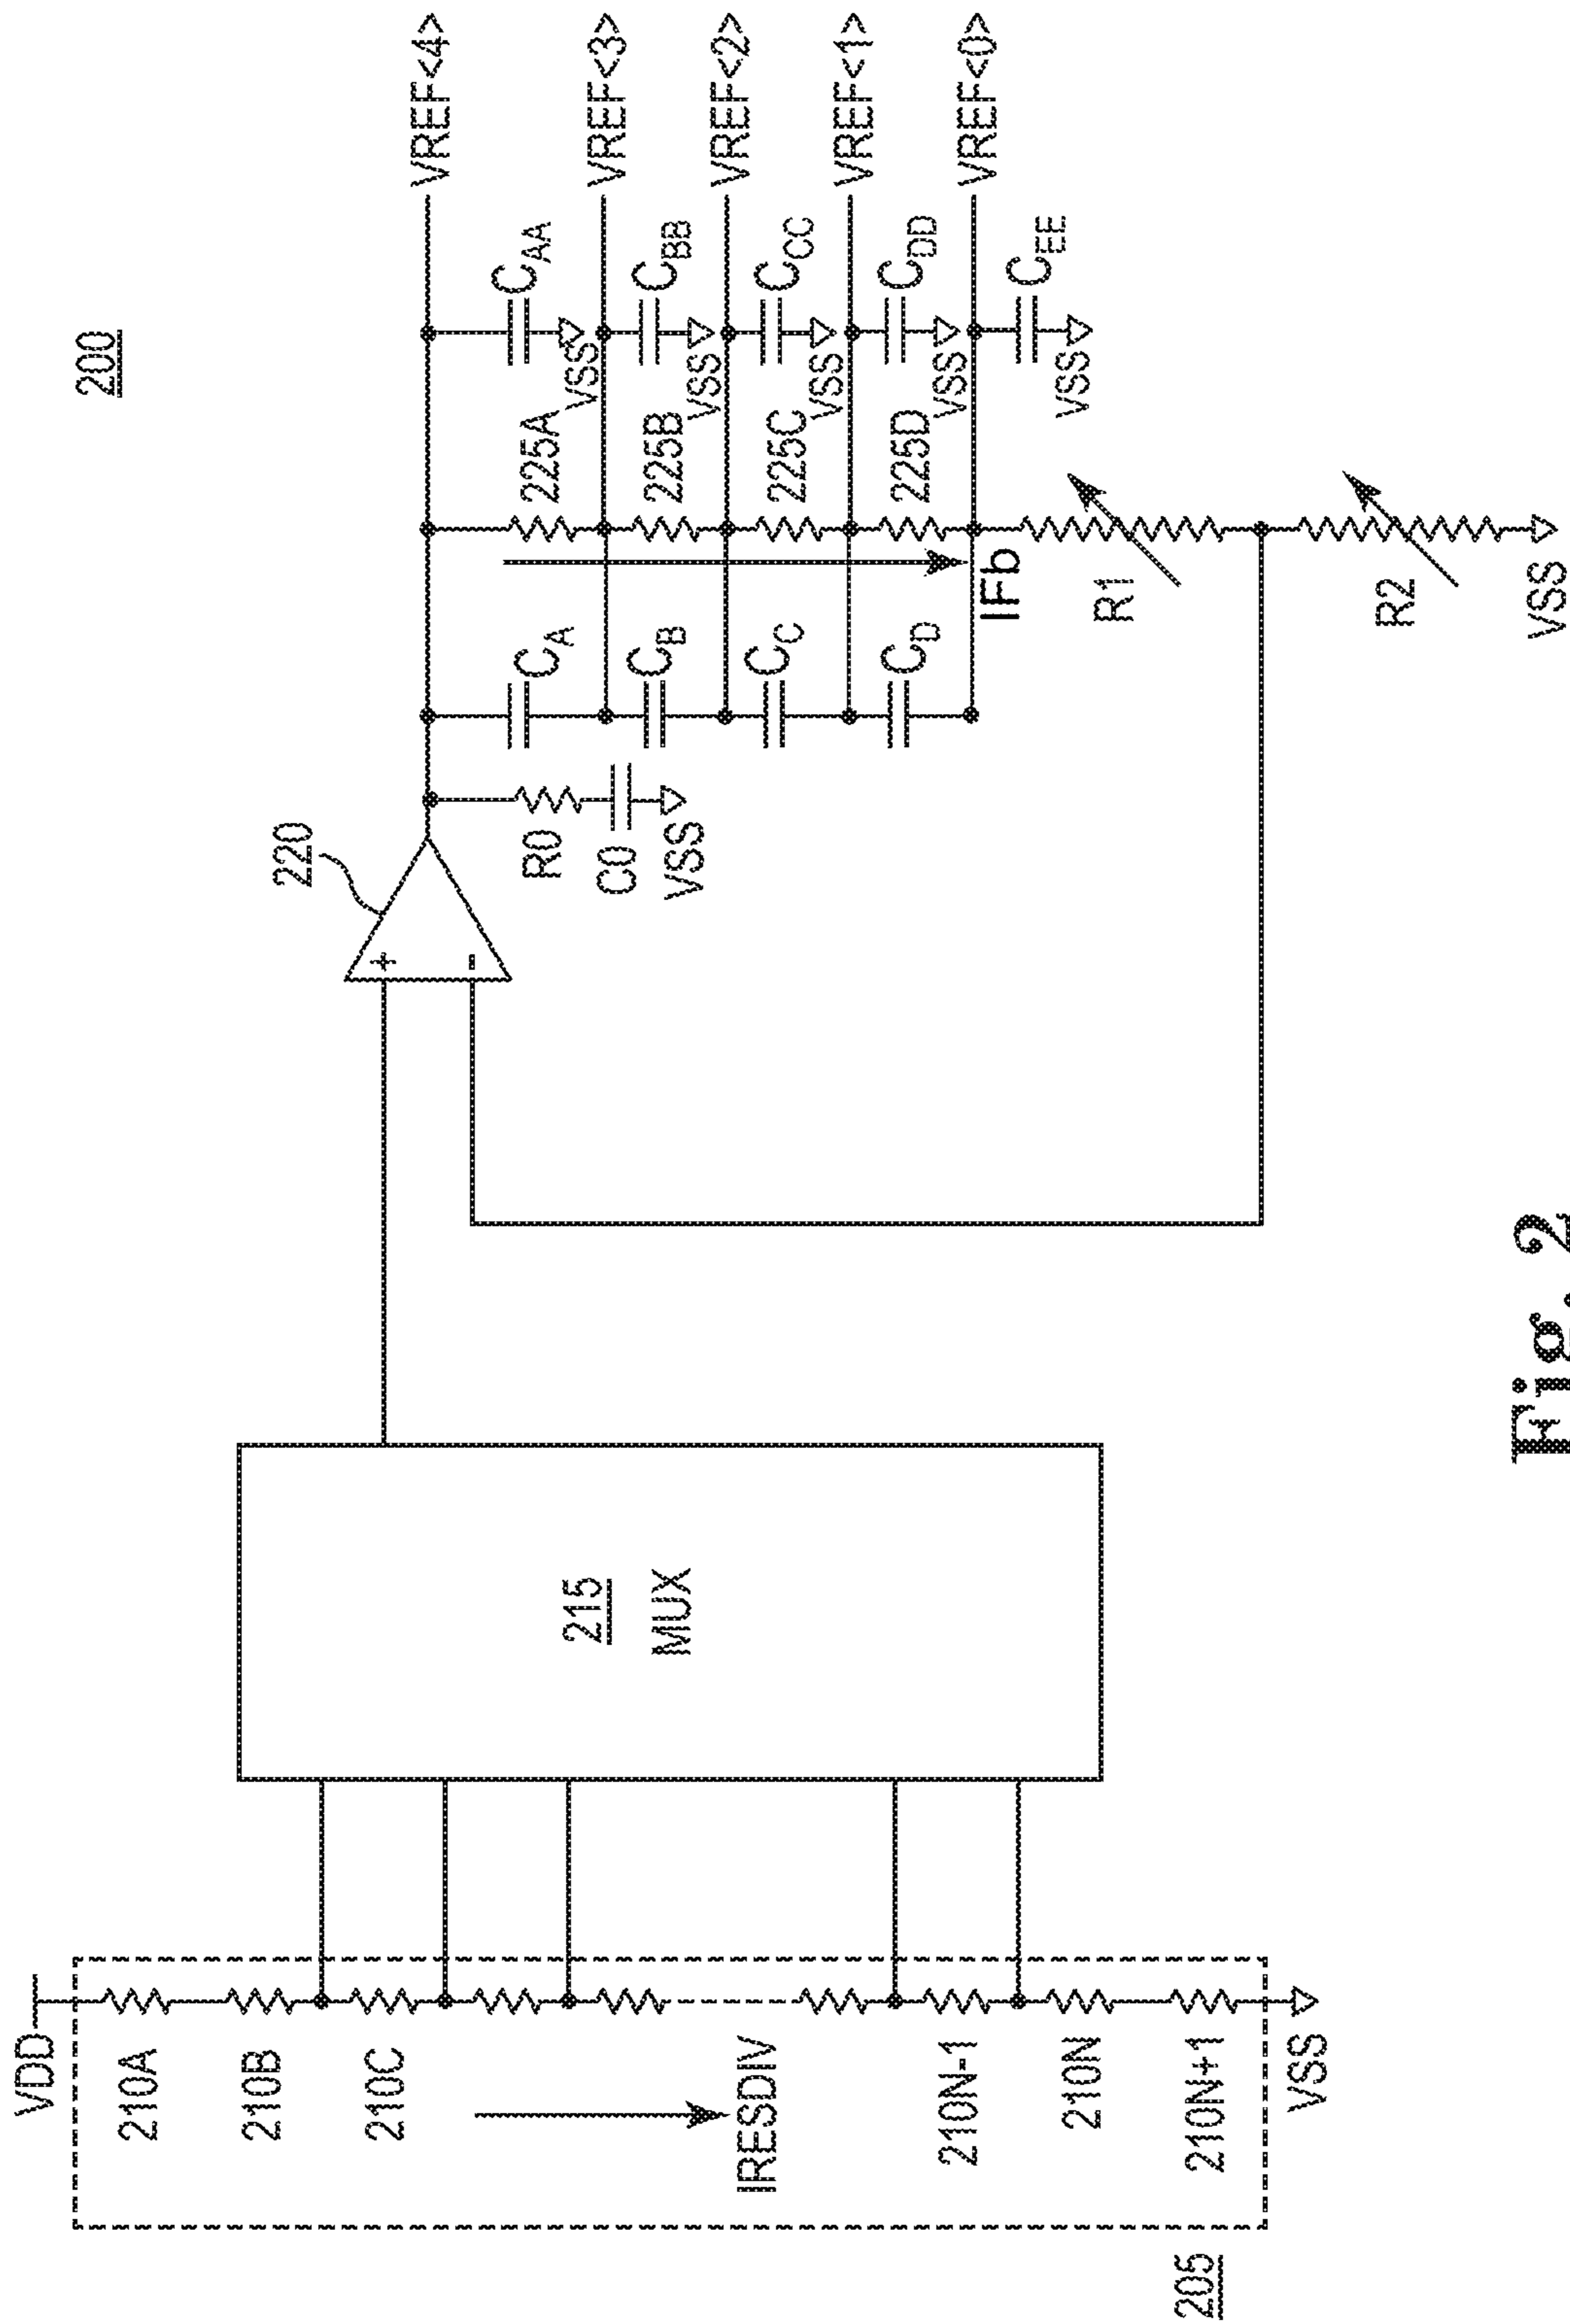 200
VDD
210A
210B
210C
IRESDIV
210N-1
210N
210N+1
VSS
205
215
MUX
220
+
-
R0
C0
VSS
CA
CB
CC
CD
IFb
225A
225B
225C
225D
R1
R2
VSS
CAA
VSS
CBB
VSS
CCC
VSS
CDD
VSS
CEE
VSS
VREF<4>
VREF<3>
VREF<2>
VREF<1>
VREF<0>
Fig. 2